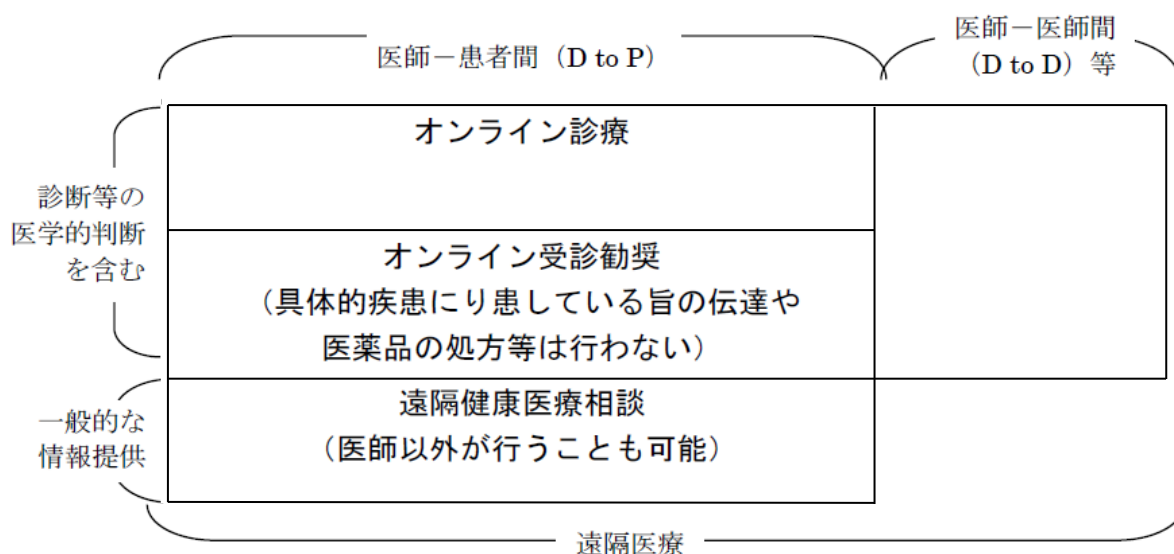 医師－患者間（D to P）
医師－医師間
（D to D）等
診断等の
医学的判断
を含む
オンライン診療
オンライン受診勧奨
（具体的疾患にり患している旨の伝達や
医薬品の処方等は行わない）
一般的な
情報提供
遠隔健康医療相談
（医師以外が行うことも可能）
遠隔医療